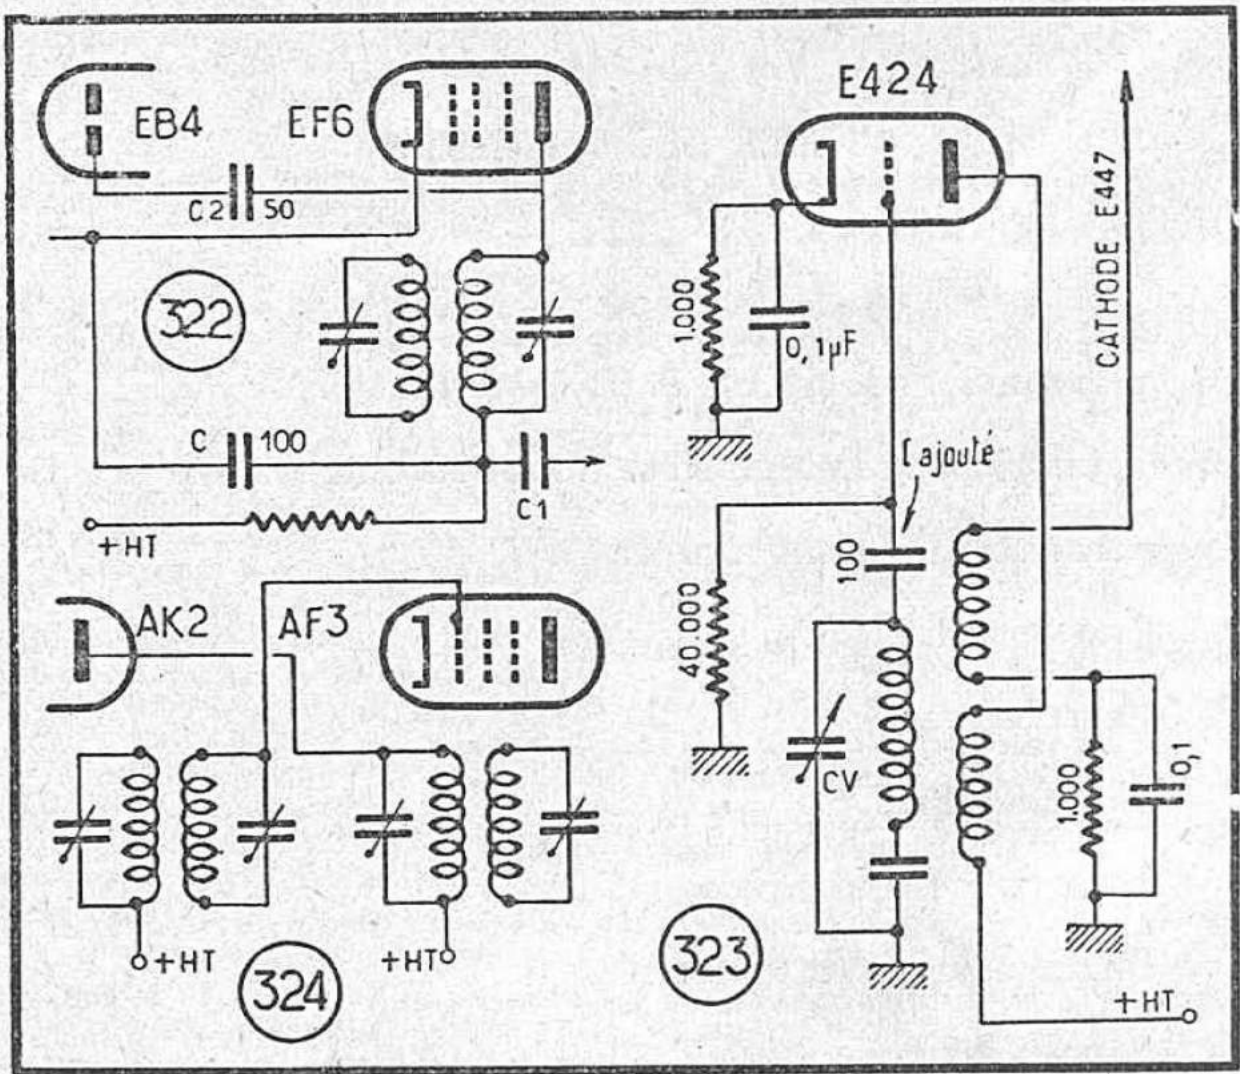 EB4
EF6
C2 50
322
C 100
C1
+HT
AK2
AF3
+HT
+HT
324
E424
1.000
0,1µF
CATHODE E447
C ajouté
100
40.000
CV
1.000
0,1
323
+HT